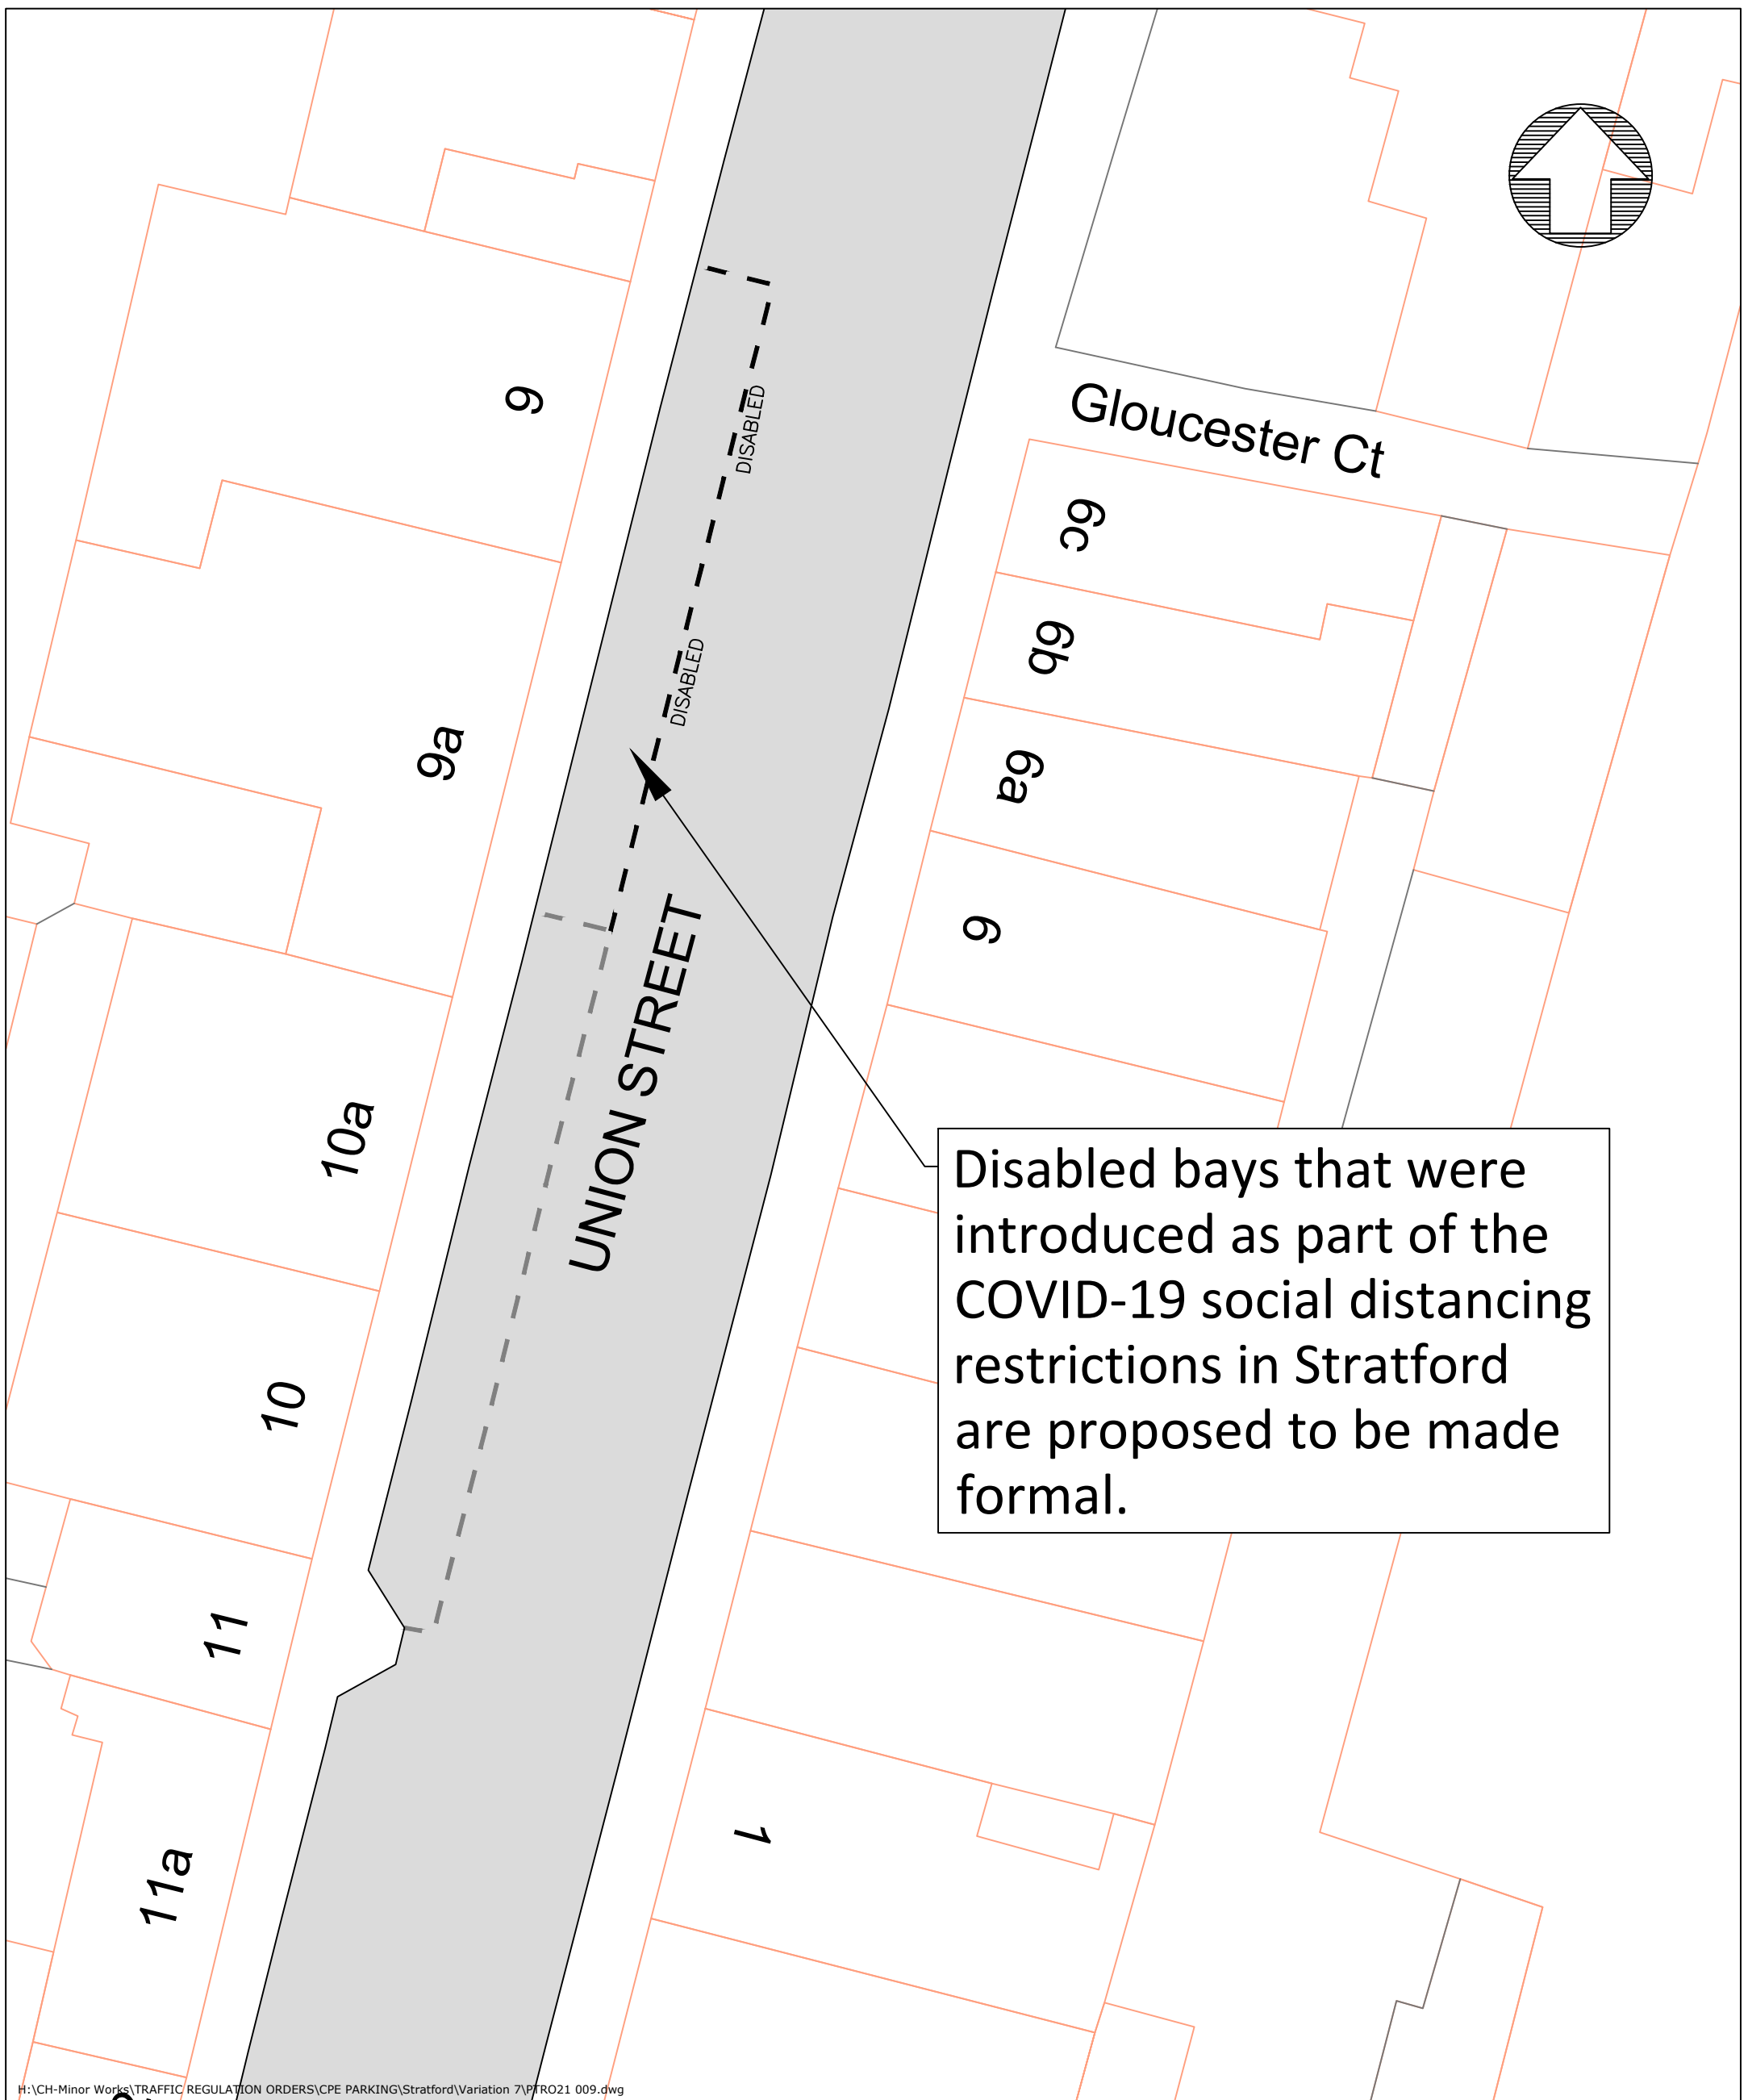 9
DISABLED
Gloucester Ct
6c
DISABLED
6b
9a
6a
6
UNION STREET
10a
Disabled bays that were
introduced as part of the
COVID-19 social distancing
restrictions in Stratford
are proposed to be made
formal.
10
11
1
11a
H:\CH-Minor Works\TRAFFIC REGULATION ORDERS\CPE PARKING\Stratford\Variation 7\PTRO21 009.dwg